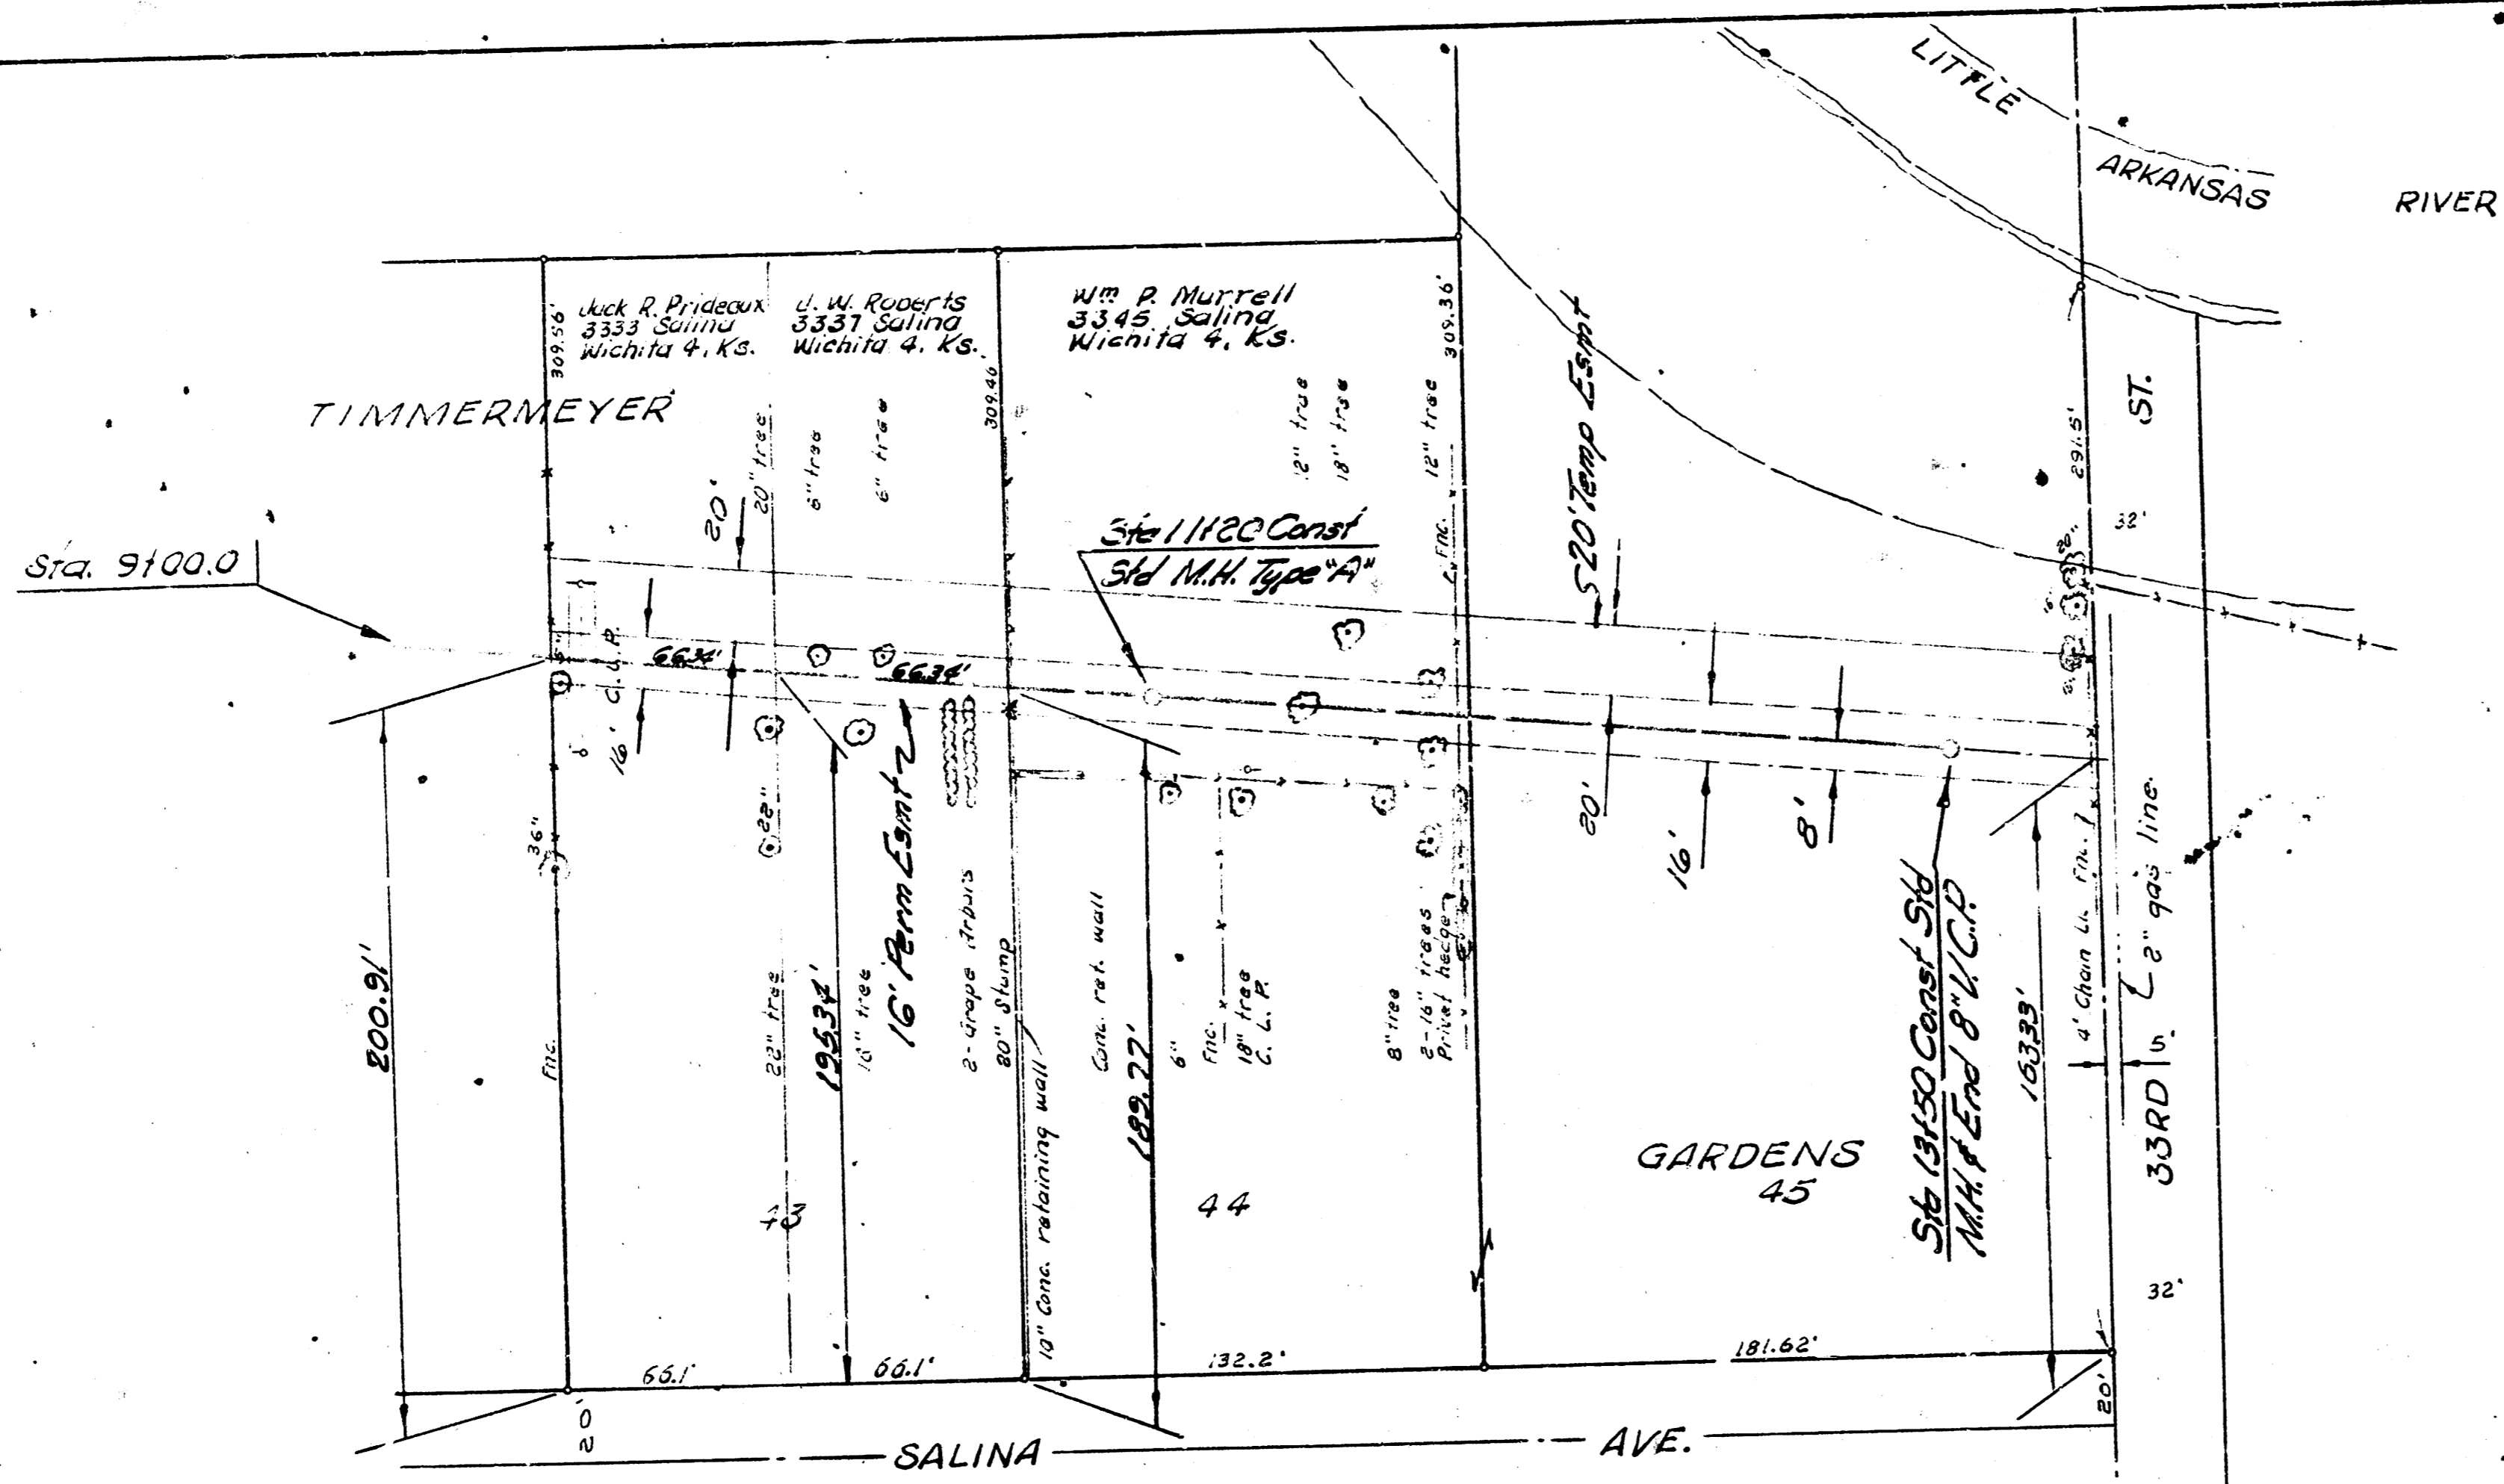 LITTLE
ARKANSAS
RIVER
Jack R. Prideaux
3333 Salina
Wichita 4, Ks.
J. W. Roberts
3337 Salina
Wichita 4, Ks.
Wm P. Murrell
3345 Salina
Wichita 4, Ks.
309.56'
309.46'
309.36'
291.5'
TIMMERMEYER
ST.
32'
20" tree
6" tree
6" tree
12" tree
18" tree
12" tree
Fnc.
20'
S 20' Temp Esmt
Sta. 9+00.0
Sta 11+20 Const
Std M.H. Type "A"
16'
66.34'
66.34'
36"
22"
20'
16'
8'
16' Perm Esmt
Fnc.
22" tree
2-Grape Arbors
80" Stump
Conc. ret. wall
6"
Fnc.
18" tree
C. L. P.
8" tree
2-16" trees
Privet hedge
200.91'
195.34'
189.77'
163.33'
10" Conc. retaining wall
Sta 13+50 Const Std
M.H. & End 8" V.C.P.
4' Chain Lk. Fnc.
2" gas line.
5'
33RD
44
GARDENS
45
32'
66.1'
66.1'
132.2'
181.62'
20'
20'
SALINA
AVE.